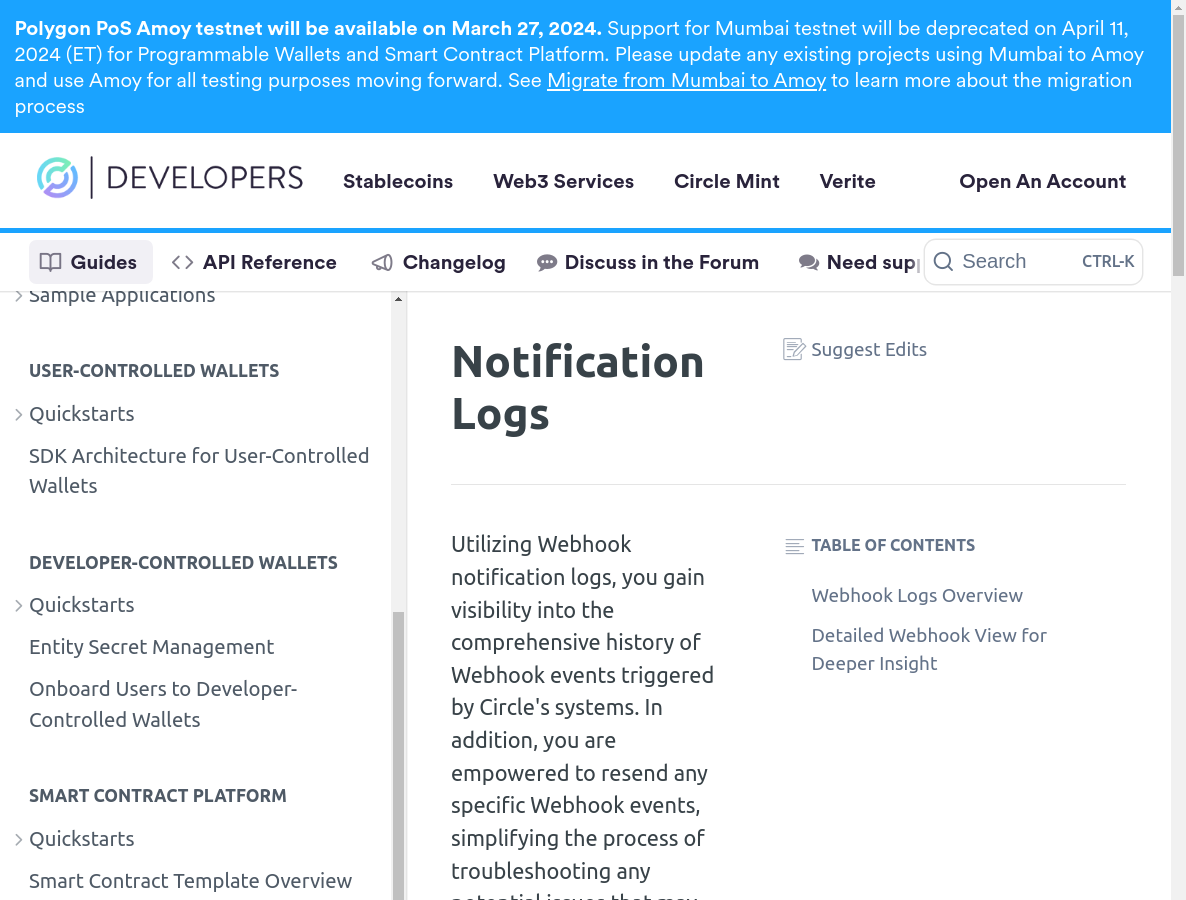 Polygon PoS Amoy testnet will be available on March 27, 2024. Support for Mumbai testnet will be deprecated on April 11,
2024 (ET) for Programmable Wallets and Smart Contract Platform. Please update any existing projects using Mumbai to Amoy
and use Amoy for all testing purposes moving forward. See Migrate from Mumbai to Amoy to learn more about the migration
process
DEVELOPERS
Stablecoins
Web3 Services
Circle Mint
Verite
Open An Account
Guides
API Reference
Changelog
Discuss in the Forum
Need sup
Search
CTRL-K
Sample Applications
USER-CONTROLLED WALLETS
Quickstarts
SDK Architecture for User-Controlled
Wallets
DEVELOPER-CONTROLLED WALLETS
Quickstarts
Entity Secret Management
Onboard Users to Developer-
Controlled Wallets
SMART CONTRACT PLATFORM
Quickstarts
Smart Contract Template Overview
Notification
Logs
Suggest Edits
Utilizing Webhook
notification logs, you gain
visibility into the
comprehensive history of
Webhook events triggered
by Circle's systems. In
addition, you are
empowered to resend any
specific Webhook events,
simplifying the process of
troubleshooting any
potential issues that may
TABLE OF CONTENTS
Webhook Logs Overview
Detailed Webhook View for
Deeper Insight